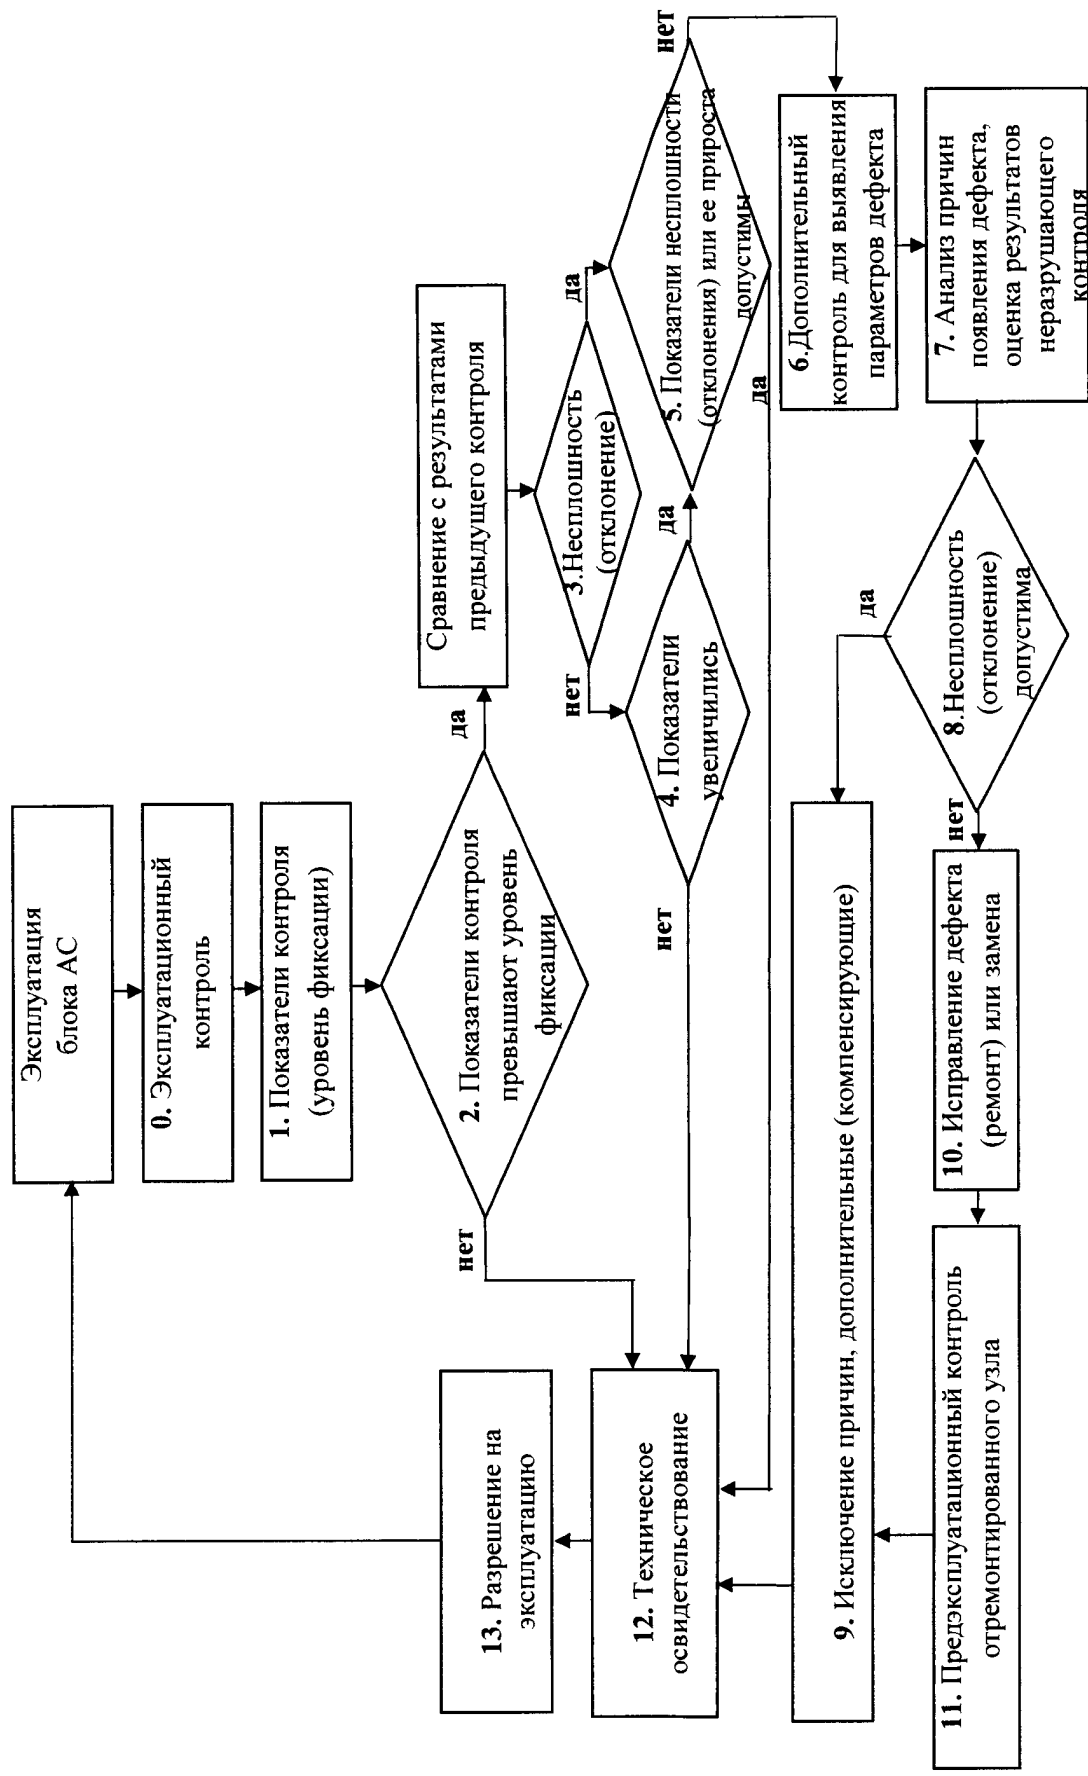 Эксплуатация
блока АС
0. Эксплуатационный
контроль
1. Показатели контроля
(уровень фиксации)
2. Показатели контроля
превышают уровень
фиксации
нет
да
Сравнение с результатами
предыдущего контроля
3.Несплошность
(отклонение)
нет
да
4. Показатели
увеличились
нет
да
5. Показатели несплошности
(отклонения) или ее прироста
допустимы
нет
да
6.Дополнительный
контроль для выявления
параметров дефекта
7. Анализ причин
появления дефекта,
оценка результатов
неразрушающего
контроля
8.Несплошность
(отклонение)
допустима
да
нет
9. Исключение причин, дополнительные (компенсирующие)
10. Исправление дефекта
(ремонт) или замена
11. Предэксплуатационный контроль
отремонтированного узла
12. Техническое
освидетельствование
13. Разрешение на
эксплуатацию